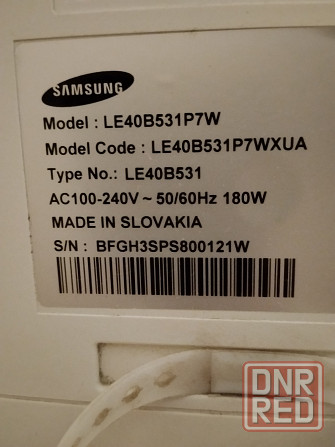 SAMSUNG
Model : LE40B531P7W
Model Code : LE40B531P7WXUA
Type No.: LE40B531
AC100-240V ~ 50/60Hz 180W
MADE IN SLOVAKIA
S/N : BFGH3SPS800121W
DNR
RED